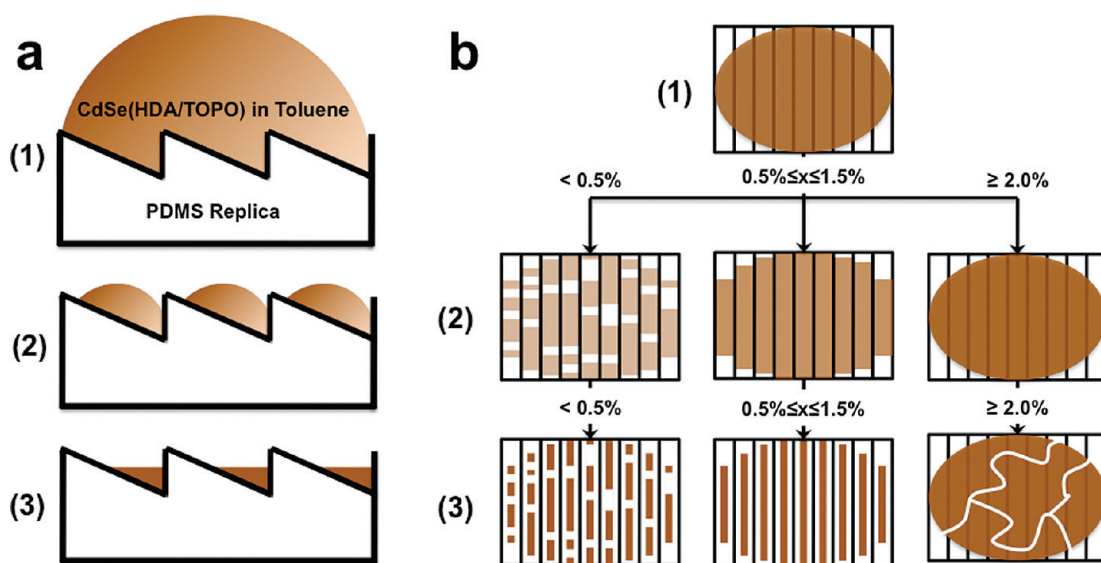 a
CdSe(HDA/TOPO) in Toluene
(1)
PDMS Replica
(2)
(3)
b
(1)
< 0.5%
0.5%≤x≤1.5%
≥ 2.0%
(2)
< 0.5%
0.5%≤x≤1.5%
≥ 2.0%
(3)